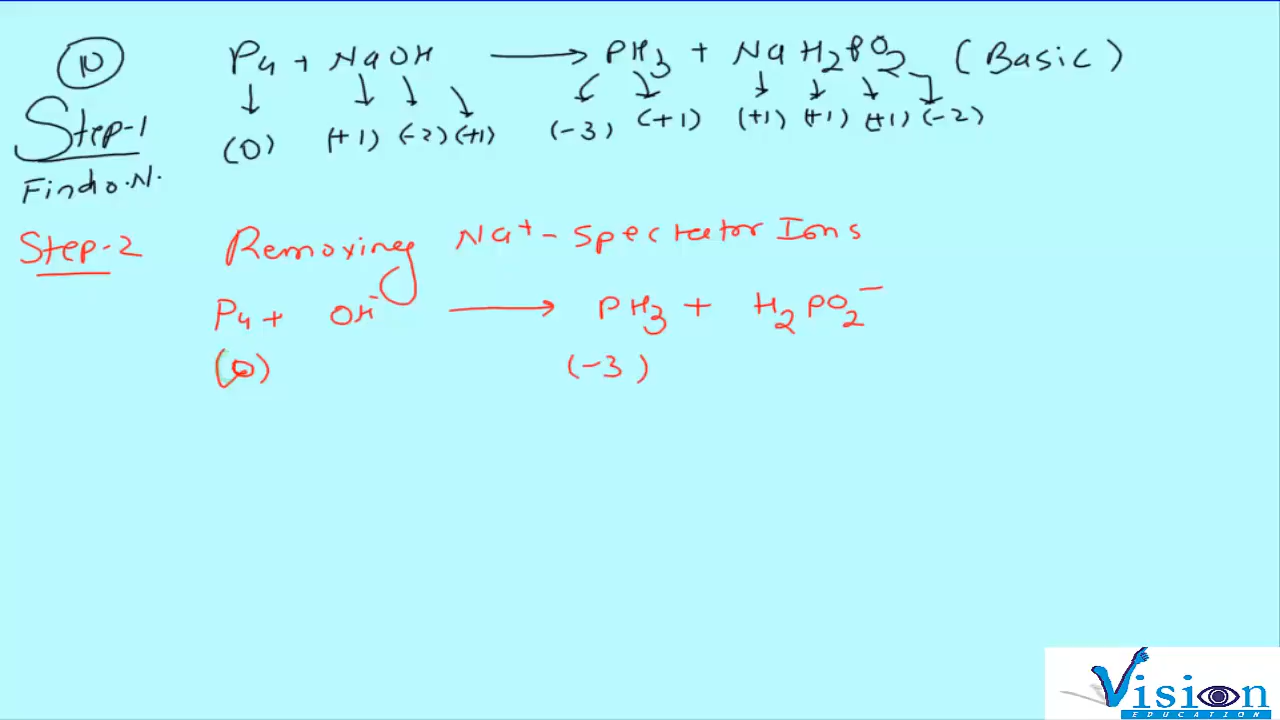 10 P4 + NaOH → PH3 + NaH2PO2 (Basic)
Step-1 (0) (+1) (-2) (+1) (-3) (+1) (+1) (+1) (+1) (-2)
Find o.N.
Step-2 Removing Na+ - Spectator Ions
P4 + OH- → PH3 + H2PO2-
(0) (-3)
Vision
EDUCATION